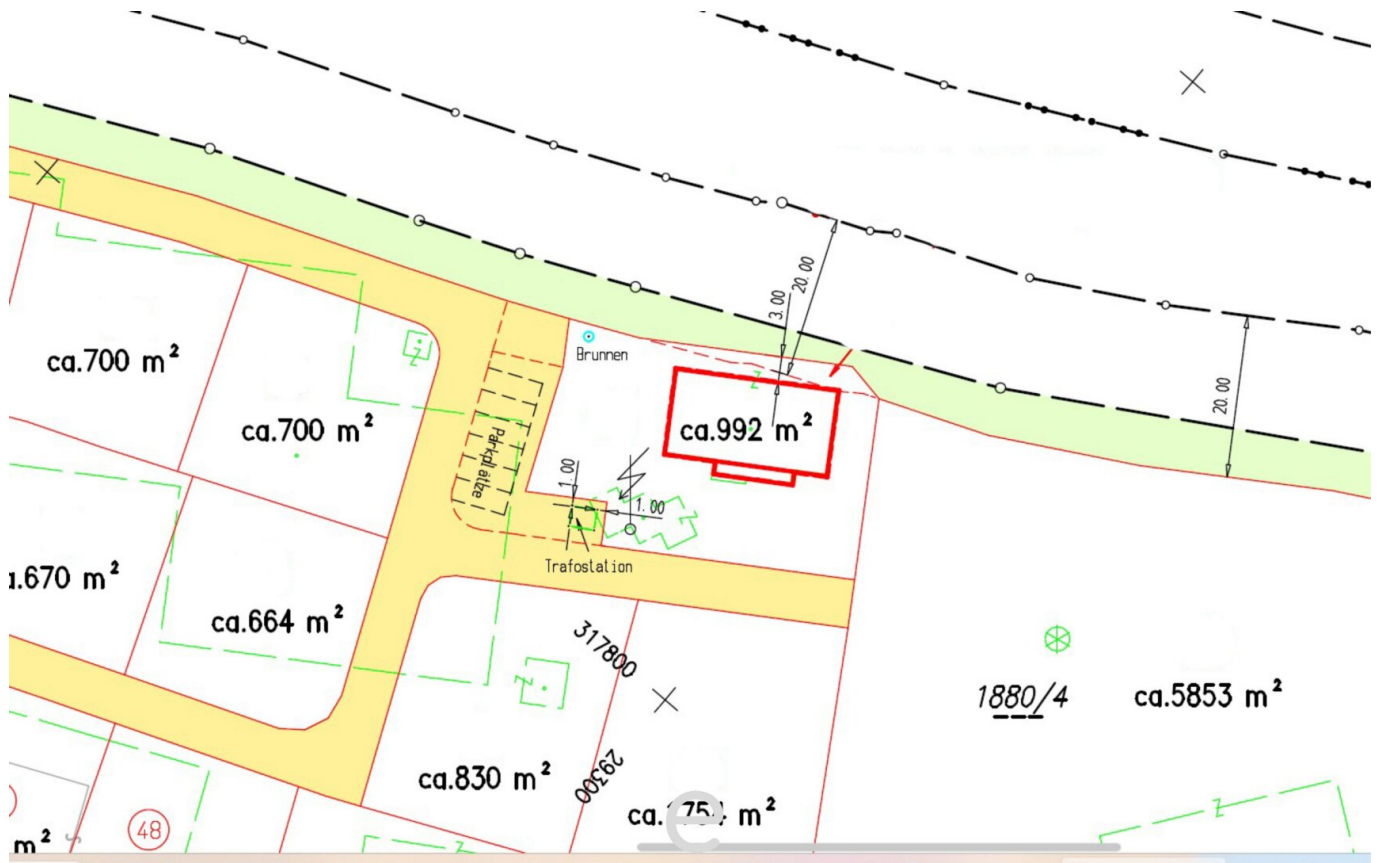 3.00
20.00
Brunnen
ca.700 m²
20.00
ca.700 m²
ca.992 m²
Z
Z
Parkplätze
1.00
1.00
Trafostation
.670 m²
ca.664 m²
317800
Z
1880/4
ca.5853 m²
29300
ca.830 m²
Z
e
48
m²
Z